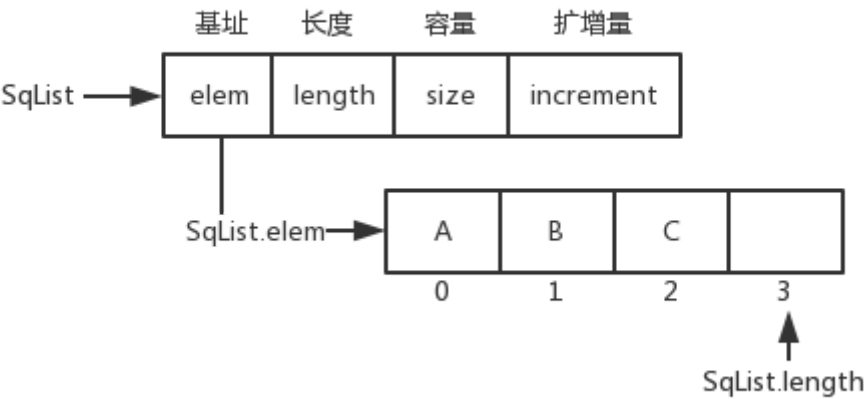 基址 长度 容量 扩增量
SqList elem length size increment
SqList.elem A B C
0 1 2 3
SqList.length